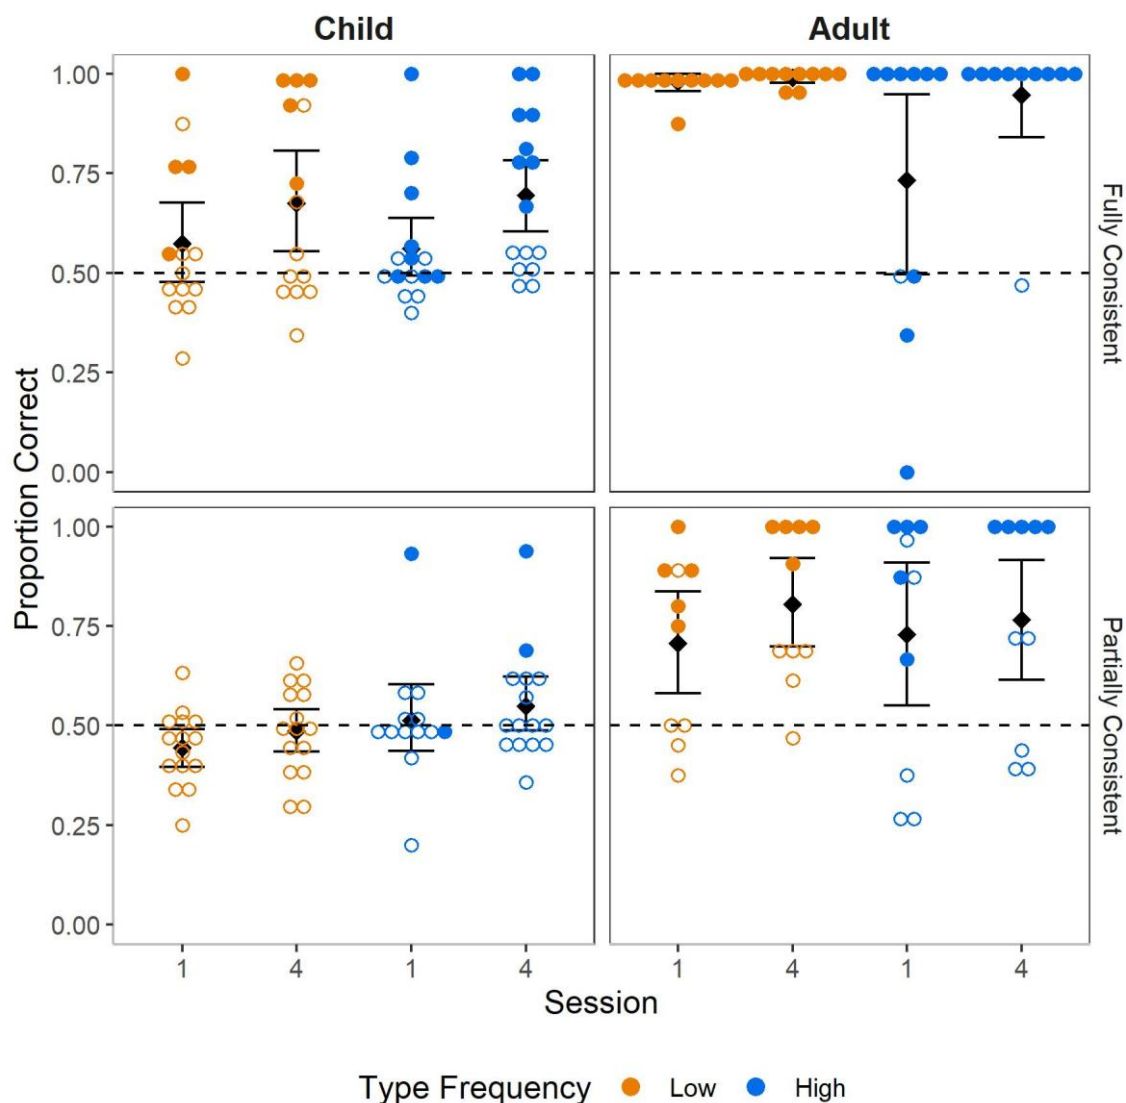 Child Adult
1.00
0.75
0.50
0.25
0.00
Fully Consistent
Proportion Correct
1.00
0.75
0.50
0.25
0.00
Partially Consistent
1 4 1 4 1 4 1 4
Session
Type Frequency Low High